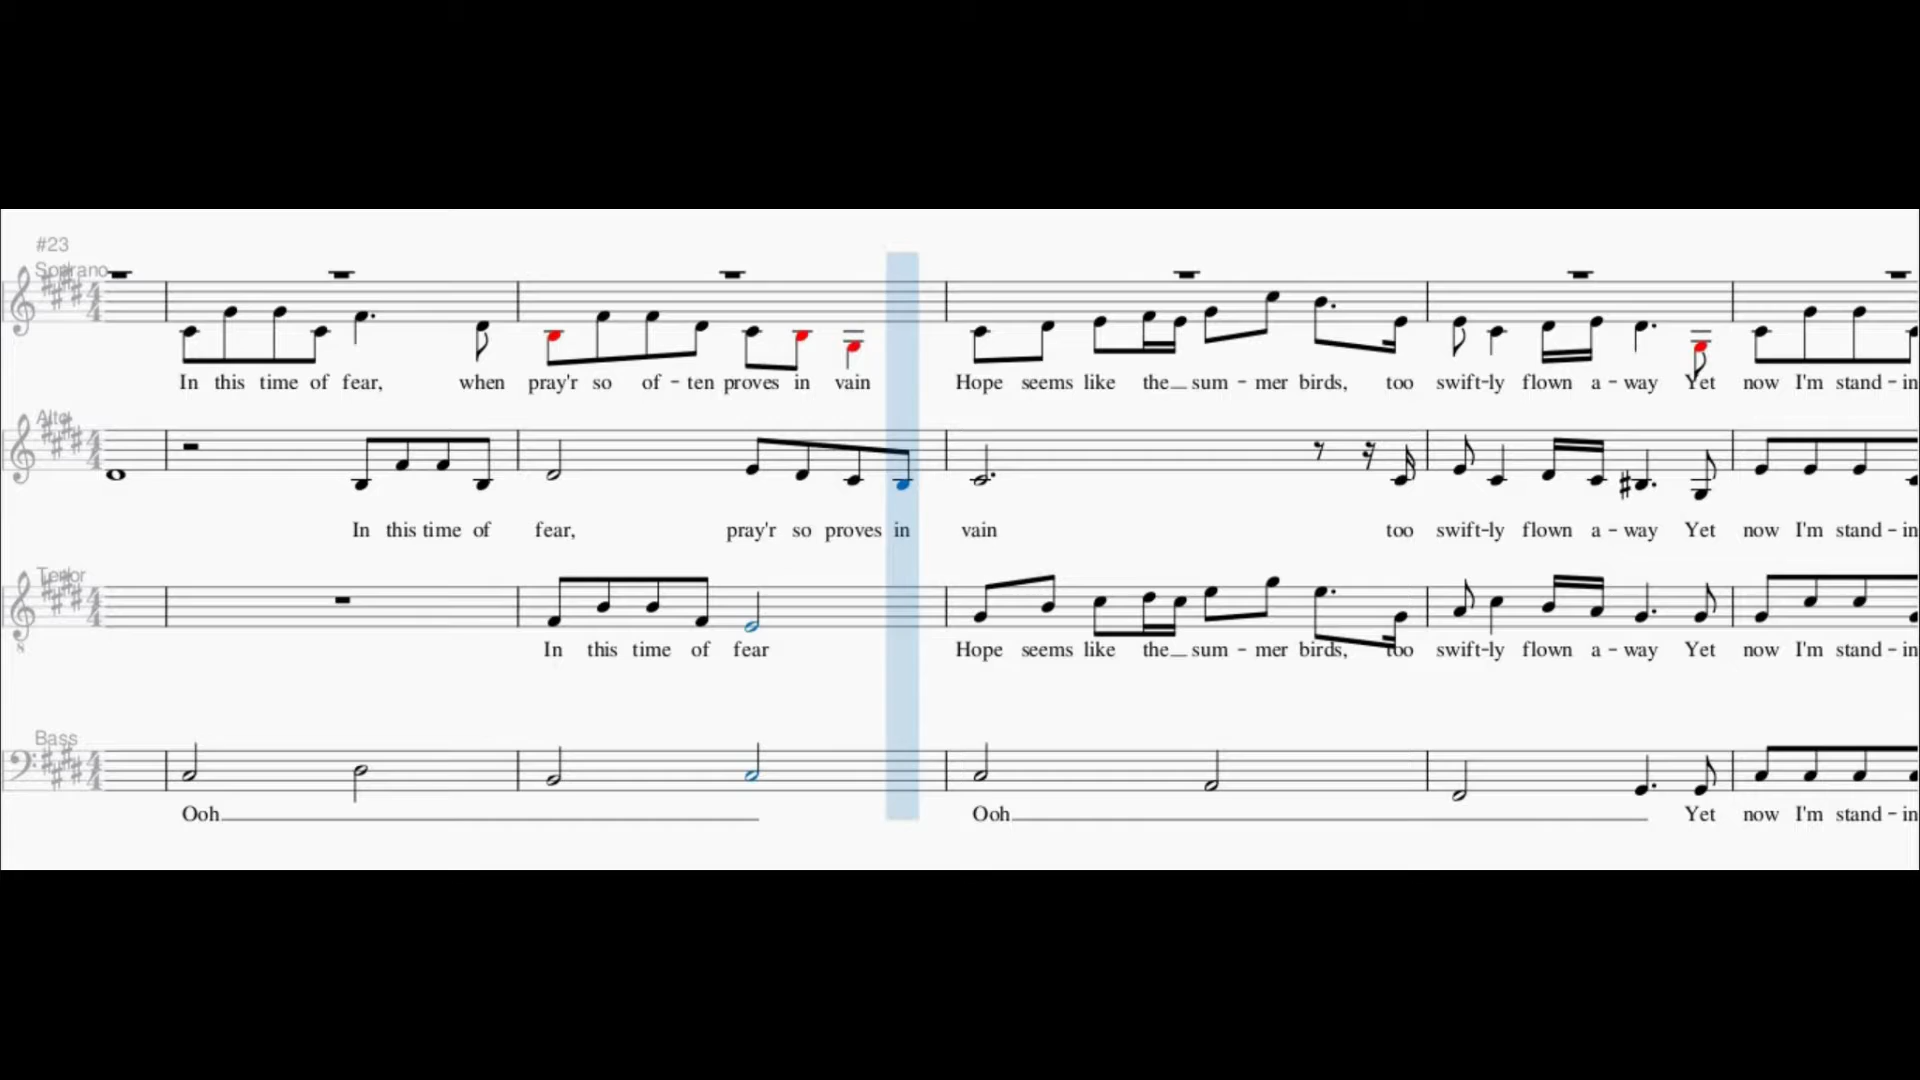 #23
Soprano
In this time of fear, when pray'r so of - ten proves in vain Hope seems like the_ sum - mer birds, too swift-ly flown a - way Yet now I'm stand - in
Alto
In this time of fear, pray'r so proves in vain too swift-ly flown a - way Yet now I'm stand - in
Tenor
In this time of fear Hope seems like the_ sum - mer birds, too swift-ly flown a - way Yet now I'm stand - in
Bass
Ooh_ Ooh_ Yet now I'm stand - in